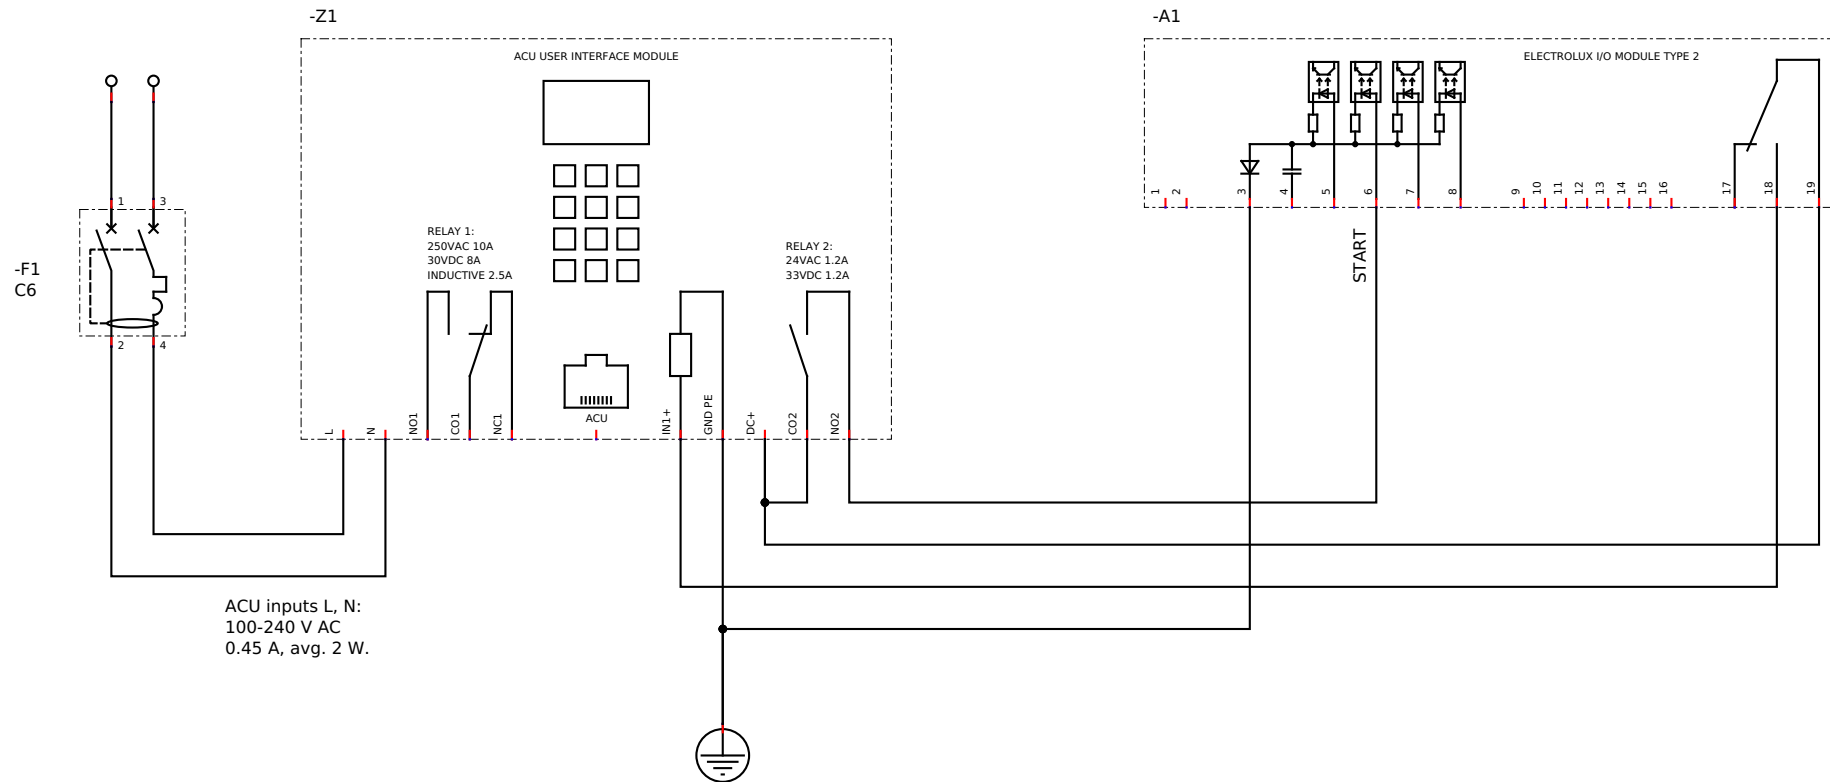 -Z1
-A1
ACU USER INTERFACE MODULE
ELECTROLUX I/O MODULE TYPE 2
1
2
3
4
5
6
7
8
9
10
11
12
13
14
15
16
17
18
19
1
3
-F1
C6
2
4
RELAY 1:
250VAC 10A
30VDC 8A
INDUCTIVE 2.5A
RELAY 2:
24VAC 1.2A
33VDC 1.2A
START
L
N
NO1
CO1
NC1
ACU
IN1+
GND PE
DC+
CO2
NO2
ACU inputs L, N:
100-240 V AC
0.45 A, avg. 2 W.